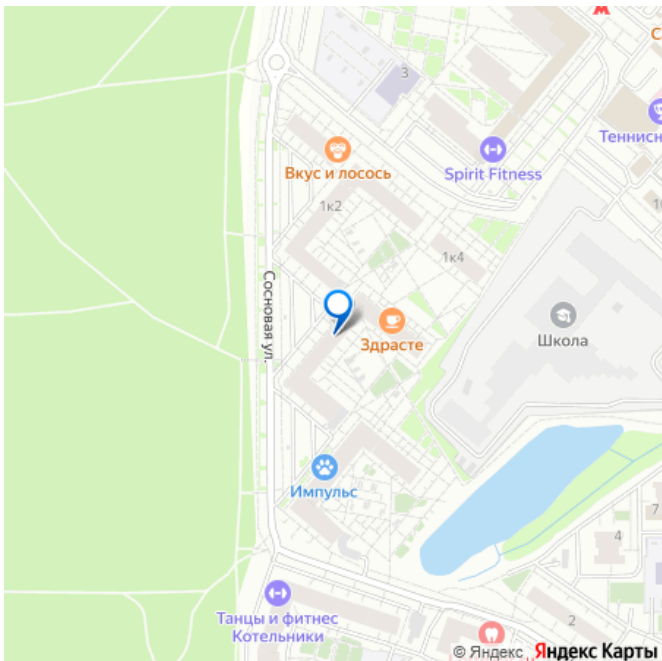 М
3
С
Теннисн
Вкус и лосось
Spirit Fitness
1к2
10
1к4
Сосновая ул.
Здрасте
Школа
Импульс
7
4
Танцы и фитнес
Котельники
2
© Яндекс Яндекс Карты